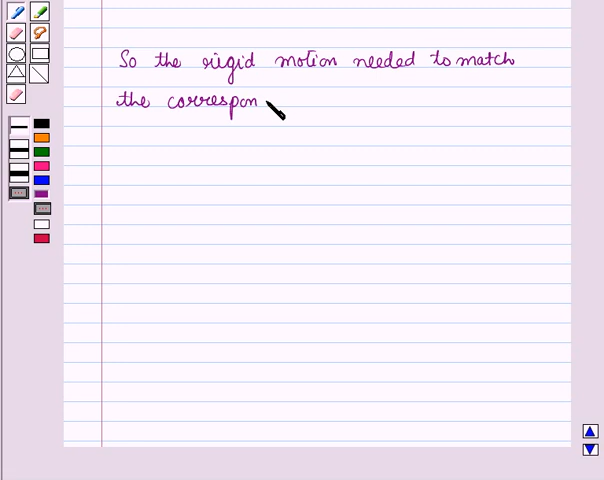 So the rigid motion needed to match
the correspon